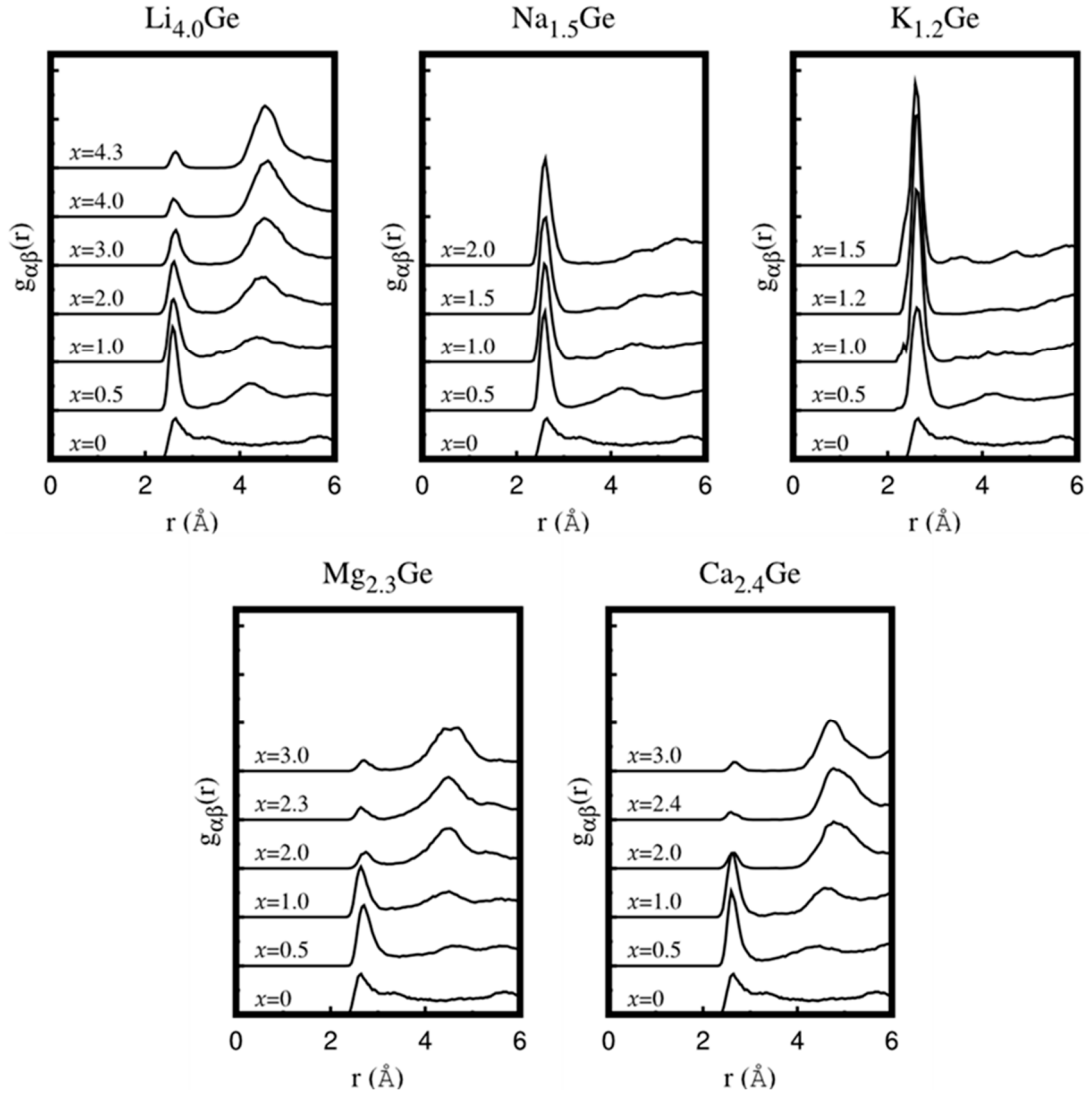 Li4.0Ge
Na1.5Ge
K1.2Ge
gαβ(r)
x=4.3
x=4.0
x=3.0
x=2.0
x=1.0
x=0.5
x=0
0 2 4 6
r (Å)
gαβ(r)
x=2.0
x=1.5
x=1.0
x=0.5
x=0
0 2 4 6
r (Å)
gαβ(r)
x=1.5
x=1.2
x=1.0
x=0.5
x=0
0 2 4 6
r (Å)
Mg2.3Ge
Ca2.4Ge
gαβ(r)
x=3.0
x=2.3
x=2.0
x=1.0
x=0.5
x=0
0 2 4 6
r (Å)
gαβ(r)
x=3.0
x=2.4
x=2.0
x=1.0
x=0.5
x=0
0 2 4 6
r (Å)